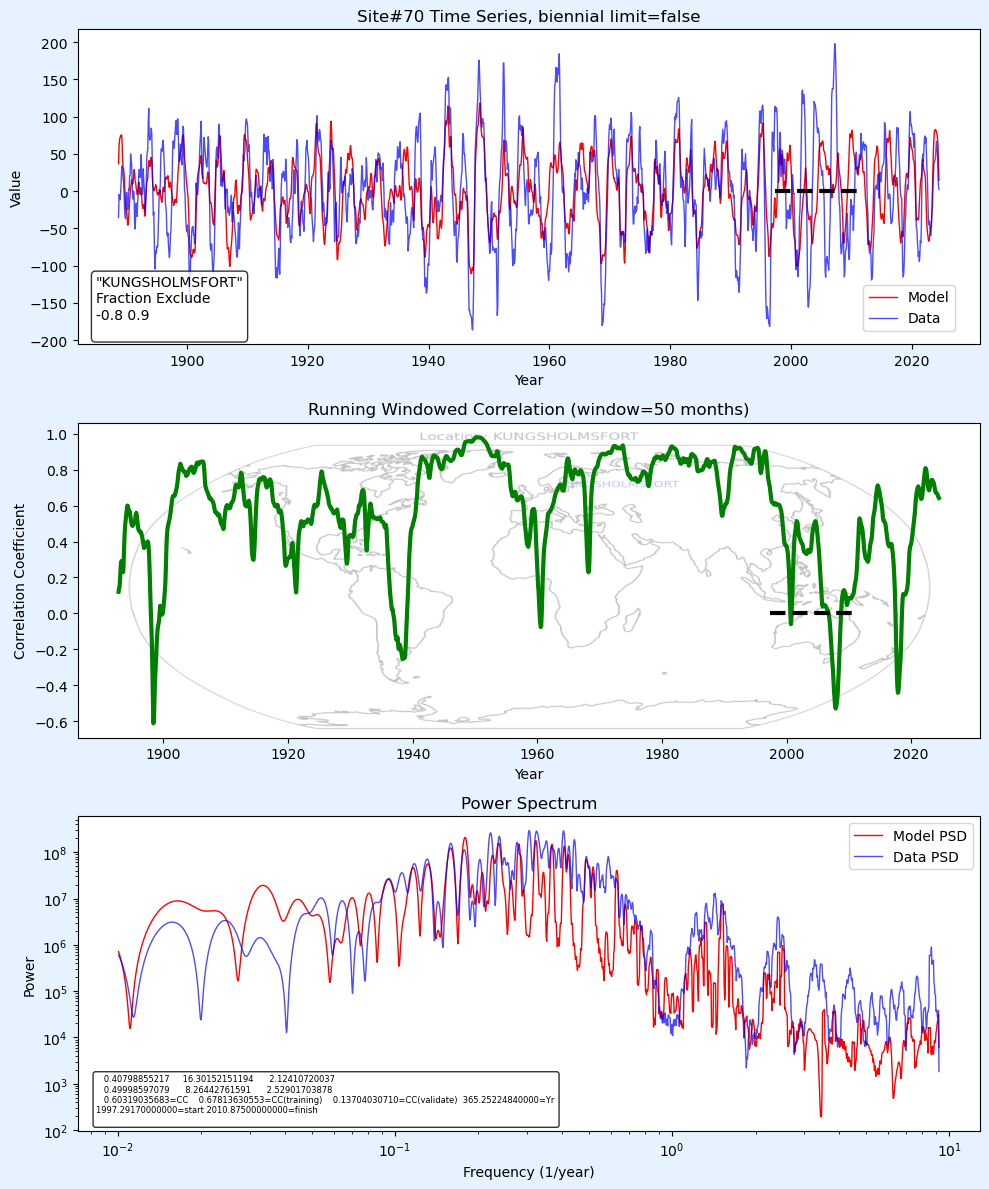 Site#70 Time Series, biennial limit=false
200
150
100
50
0
−50
−100
−150
−200
Value
"KUNGSHOLMSFORT"
Fraction Exclude
-0.8 0.9
Model
Data
1900 1920 1940 1960 1980 2000 2020
Year
Running Windowed Correlation (window=50 months)
Location: KUNGSHOLMSFORT
KUNGSHOLMSFORT
1.0
0.8
0.6
0.4
0.2
0.0
−0.2
−0.4
−0.6
Correlation Coefficient
1900 1920 1940 1960 1980 2000 2020
Year
Power Spectrum
Model PSD
Data PSD
10^8
10^7
10^6
10^5
10^4
10^3
10^2
Power
0.40798855217 16.30152151194 2.12410720037
0.49998597079 8.26442761591 2.52901703878
0.60319035683=CC 0.67813630553=CC(training) 0.13704030710=CC(validate) 365.25224840000=Yr
1997.29170000000=start 2010.87500000000=finish
10^−2 10^−1 10^0 10^1
Frequency (1/year)